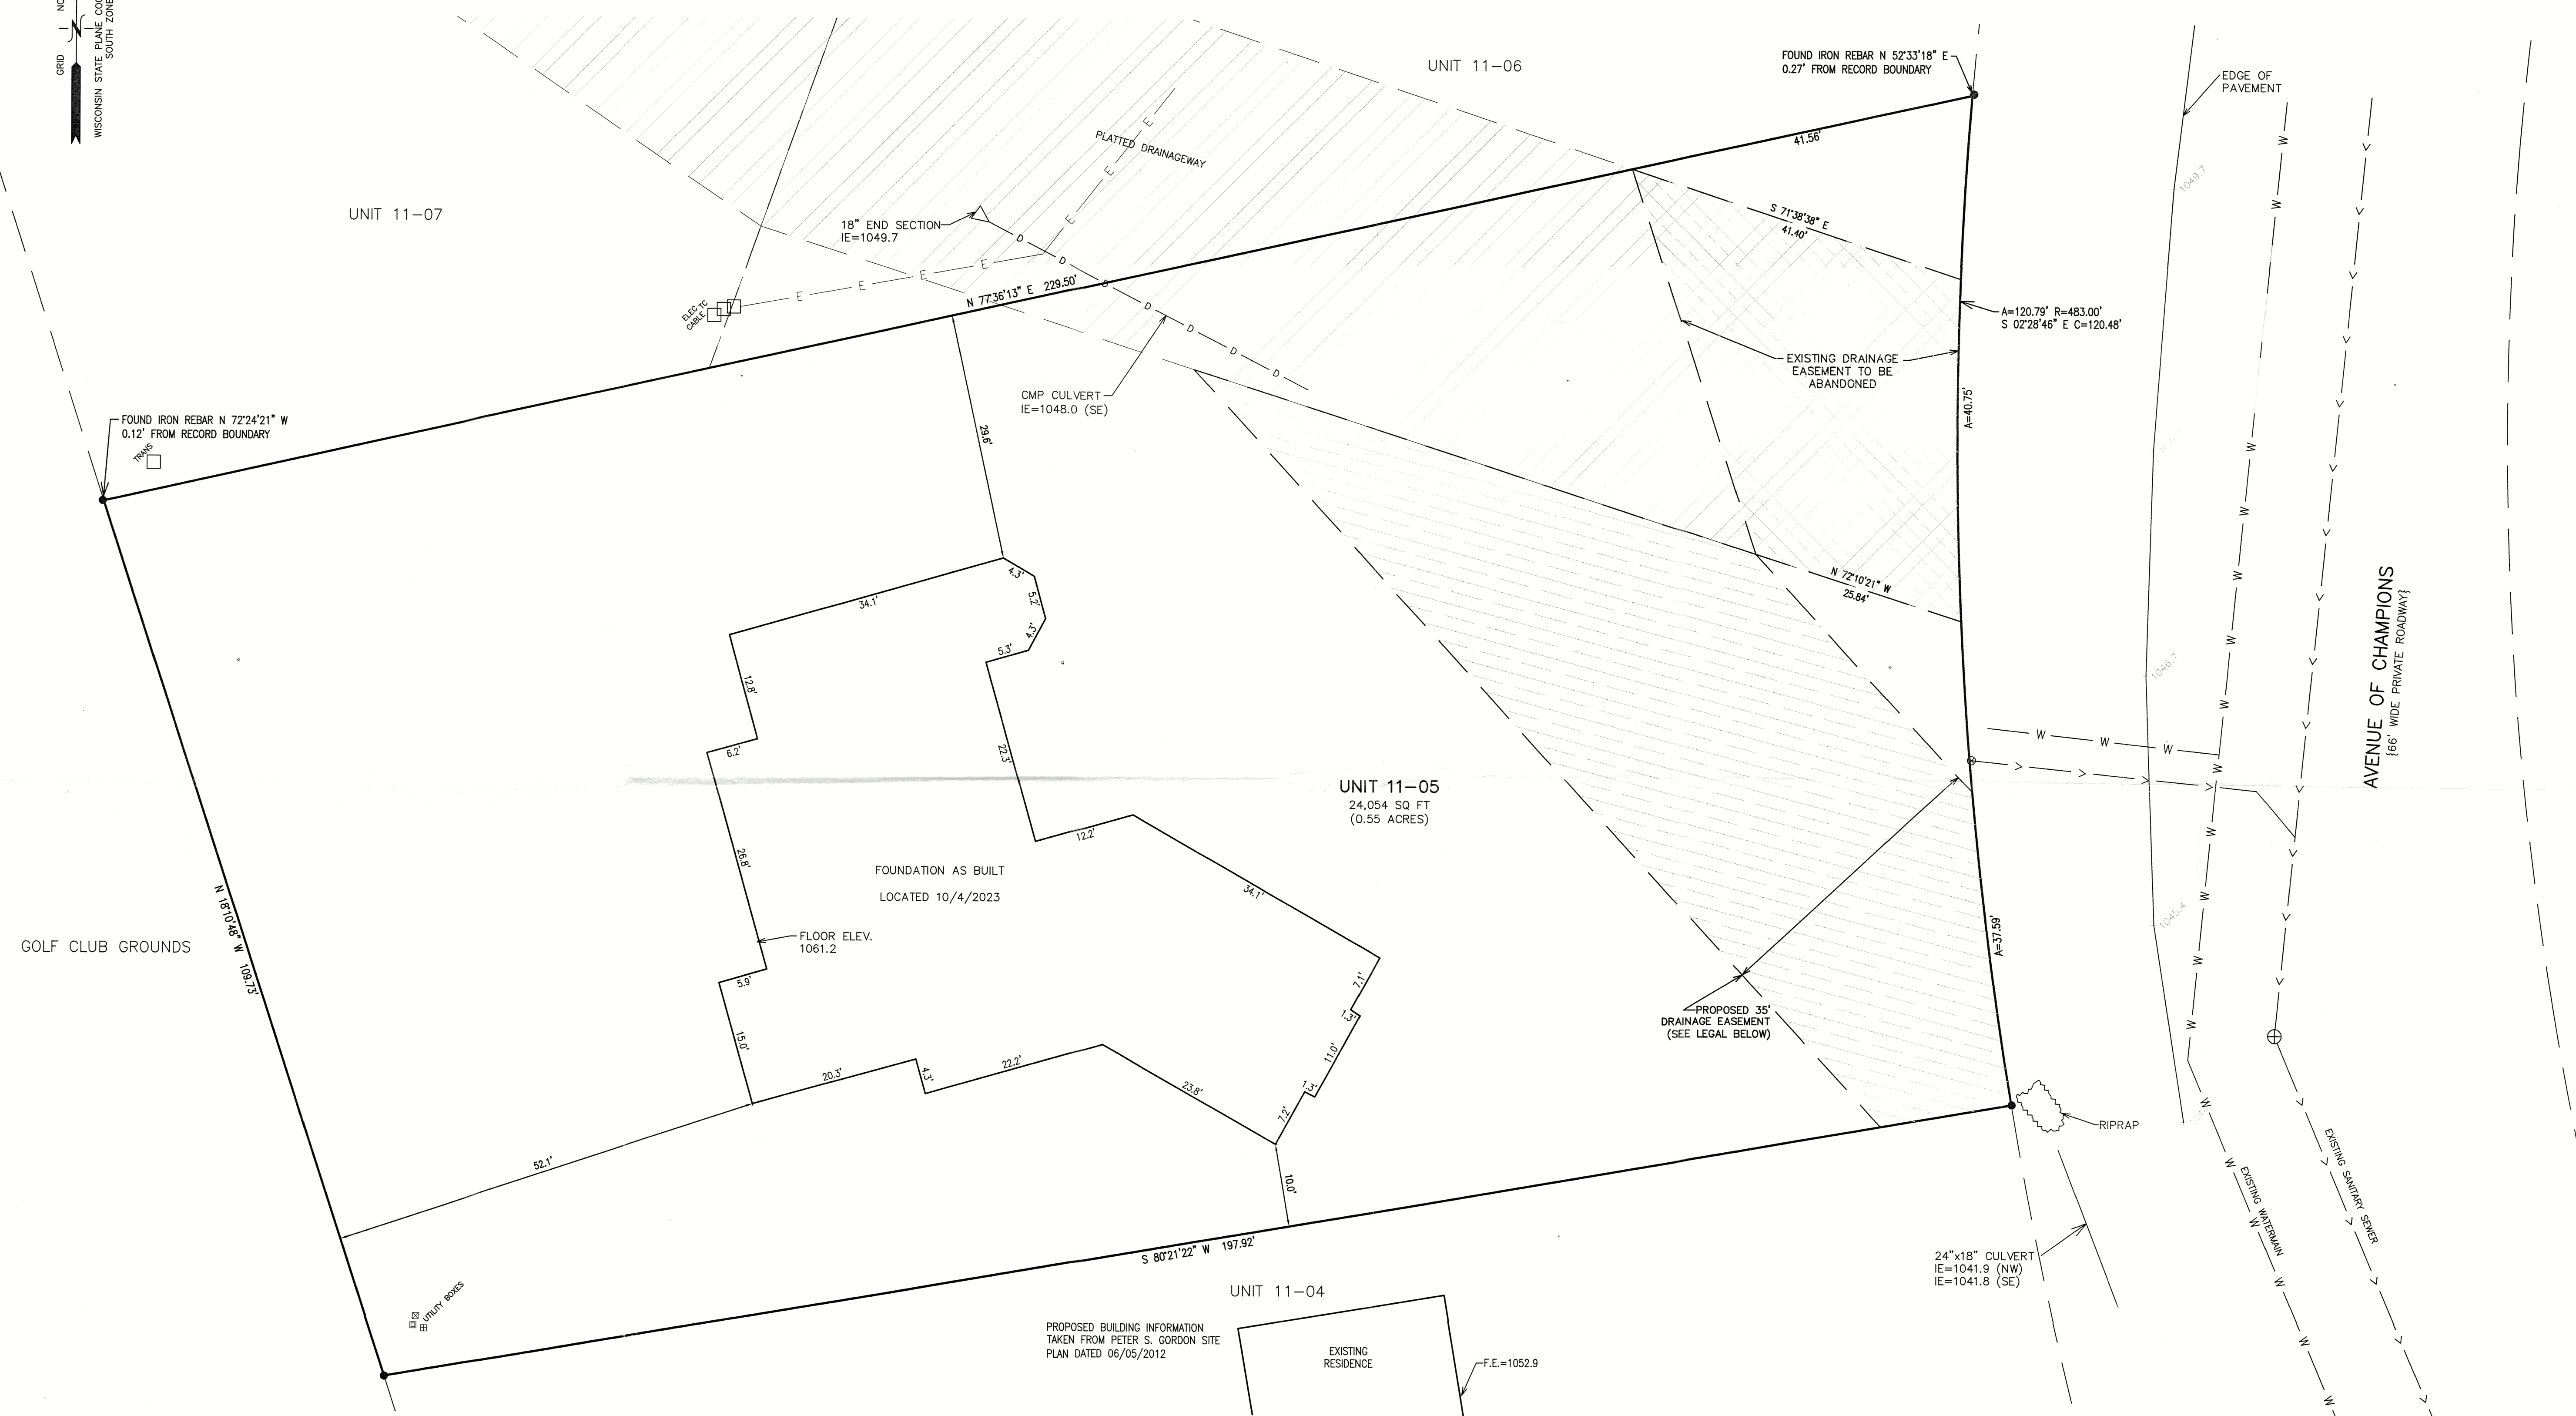 GRID
N
WISCONSIN STATE PLANE
SOUTH ZONE
UNIT 11-06
FOUND IRON REBAR N 52°33'18" E
0.27' FROM RECORD BOUNDARY
EDGE OF
PAVEMENT
41.56'
PLATTED DRAINAGEWAY
UNIT 11-07
18" END SECTION
IE=1049.7
S 71°38'38" E
41.40'
1049.7
N 77°36'13" E 229.50'
ELEC TC
CABLE
A=120.79' R=483.00'
S 02°28'46" E C=120.48'
EXISTING DRAINAGE
EASEMENT TO BE
ABANDONED
CMP CULVERT
IE=1048.0 (SE)
A=40.75'
FOUND IRON REBAR N 72°24'21" W
0.12' FROM RECORD BOUNDARY
TRANS
29.6'
4.3'
5.2'
4.3'
5.3'
34.1'
12.8'
6.2'
22.3'
N 72°10'21" W
25.84'
1046.7
AVENUE OF CHAMPIONS
{66' WIDE PRIVATE ROADWAY}
UNIT 11-05
24,054 SQ FT
(0.55 ACRES)
12.2'
26.8'
34.1'
FOUNDATION AS BUILT
LOCATED 10/4/2023
FLOOR ELEV.
1061.2
N 18°10'48" W 109.73'
GOLF CLUB GROUNDS
A=37.59'
1045.4
5.9'
7.1'
1.3'
11.0'
1.3'
7.2'
15.0'
20.3'
4.3'
22.2'
23.8'
PROPOSED 35'
DRAINAGE EASEMENT
(SEE LEGAL BELOW)
RIPRAP
52.1'
10.0'
S 80°21'22" W 197.92'
EXISTING WATERMAIN
EXISTING SANITARY SEWER
24"x18" CULVERT
IE=1041.9 (NW)
IE=1041.8 (SE)
UTILITY BOXES
UNIT 11-04
PROPOSED BUILDING INFORMATION
TAKEN FROM PETER S. GORDON SITE
PLAN DATED 06/05/2012
EXISTING
RESIDENCE
F.E.=1052.9